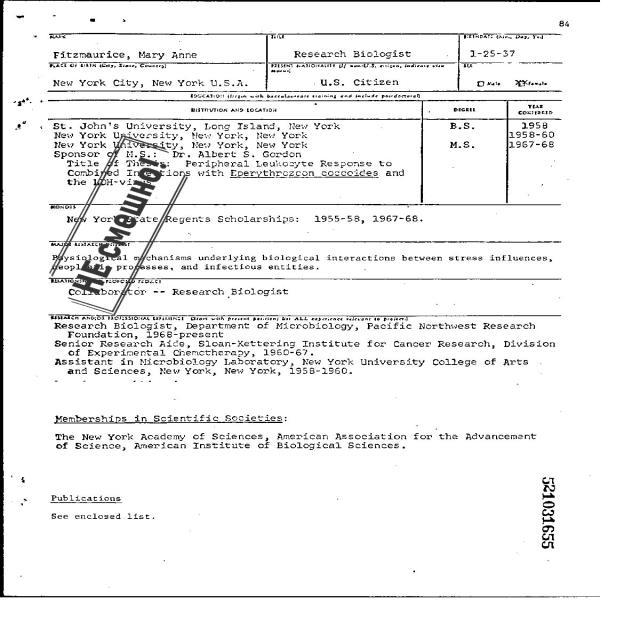 84
NAME TITLE BIRTHDATE (Mo., Day, Yr.)
Fitzmaurice, Mary Anne Research Biologist 1-25-37
PLACE OF BIRTH (City, State, Country) PRESENT NATIONALITY (If non-U.S. citizen, indicate visa status) SEX
New York City, New York U.S.A. U.S. Citizen Male Female
EDUCATION (Begin with baccalaureate training and include postdoctoral)
INSTITUTION AND LOCATION DEGREE YEAR CONFERRED
St. John's University, Long Island, New York B.S. 1958
New York University, New York, New York 1958-60
New York University, New York, New York M.S. 1967-68
Sponsor of M.S.: Dr. Albert S. Gordon
Title of Thesis: Peripheral Leukocyte Response to
Combined Infections with Eperythrozoon coccoides and
the LDH-virus
HONORS
New York State Regents Scholarships: 1955-58, 1967-68.
MAJOR RESEARCH INTEREST
Physiological mechanisms underlying biological interactions between stress influences,
neoplastic processes, and infectious entities.
RELATIONSHIP TO PROPOSED PROJECT
Collaborator -- Research Biologist
RESEARCH AND/OR PROFESSIONAL EXPERIENCE (Start with present position; list ALL experience relevant to project)
Research Biologist, Department of Microbiology, Pacific Northwest Research
Foundation, 1968-present
Senior Research Aide, Sloan-Kettering Institute for Cancer Research, Division
of Experimental Chemotherapy, 1960-67.
Assistant in Microbiology Laboratory, New York University College of Arts
and Sciences, New York, New York, 1958-1960.
Memberships in Scientific Societies:
The New York Academy of Sciences, American Association for the Advancement
of Science, American Institute of Biological Sciences.
Publications
See enclosed list.
521031655
НЕ смешно